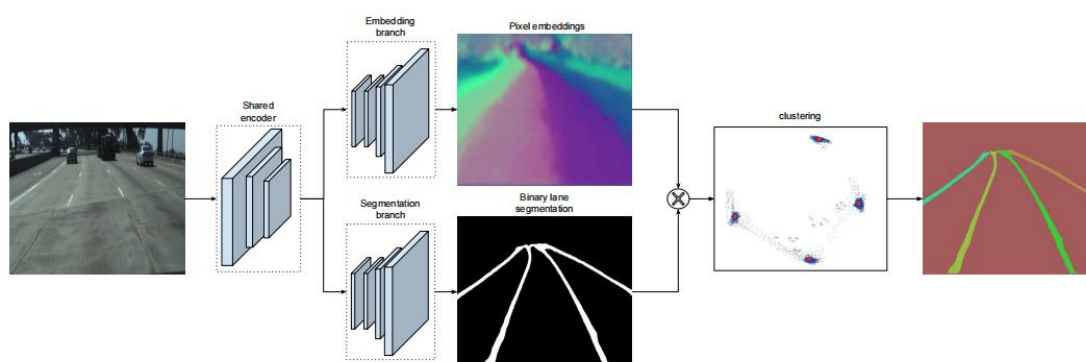 Embedding
branch
Pixel embeddings
Shared
encoder
clustering
Segmentation
branch
Binary lane
segmentation